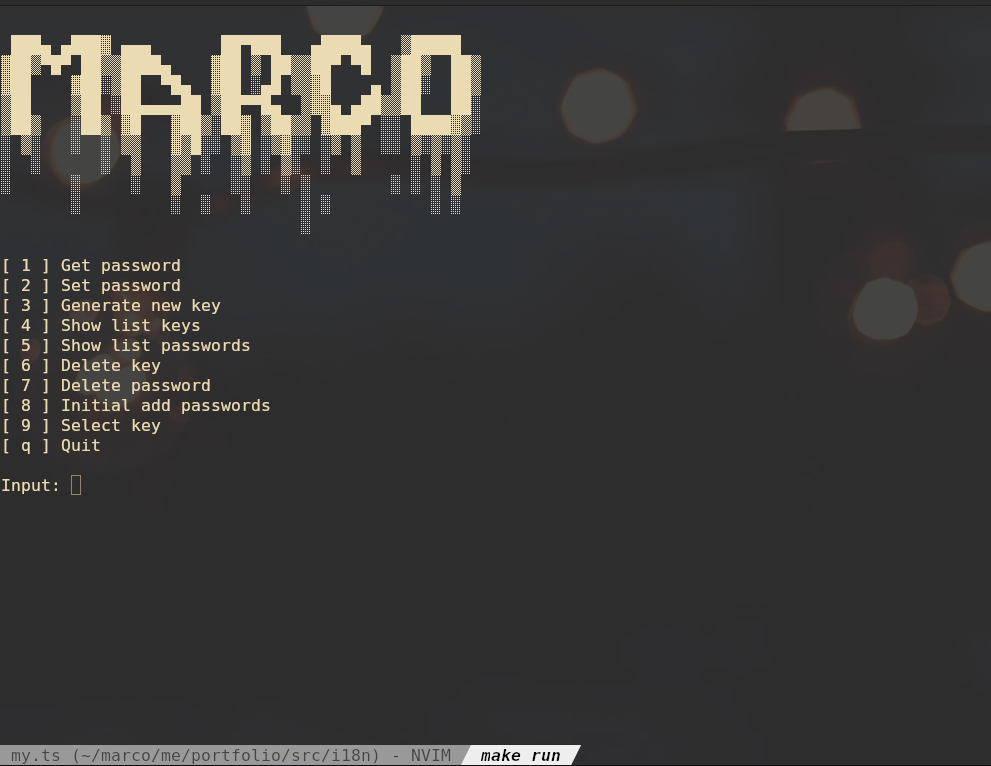 MARCO
[ 1 ] Get password
[ 2 ] Set password
[ 3 ] Generate new key
[ 4 ] Show list keys
[ 5 ] Show list passwords
[ 6 ] Delete key
[ 7 ] Delete password
[ 8 ] Initial add passwords
[ 9 ] Select key
[ q ] Quit
Input:
my.ts (~/marco/me/portfolio/src/i18n) - NVIM make run